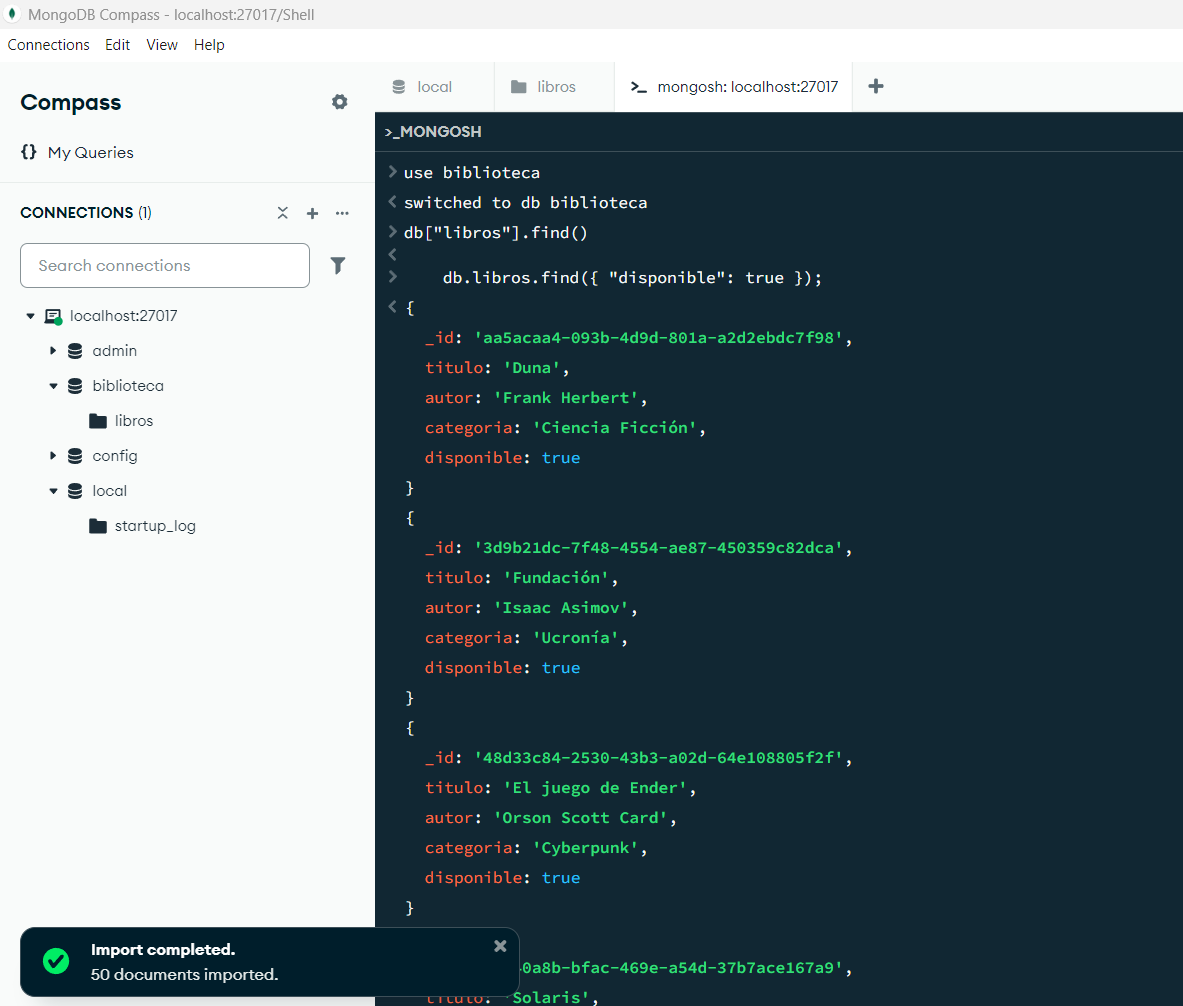 MongoDB Compass - localhost:27017/Shell
Connections Edit View Help
Compass
{} My Queries
CONNECTIONS (1)
Search connections
localhost:27017
admin
biblioteca
libros
config
local
startup_log
local libros >_ mongosh: localhost:27017
>_MONGOSH
> use biblioteca
< switched to db biblioteca
> db["libros"].find()
<
> db.libros.find({ "disponible": true });
< {
_id: 'aa5acaa4-093b-4d9d-801a-a2d2ebdc7f98',
titulo: 'Duna',
autor: 'Frank Herbert',
categoria: 'Ciencia Ficción',
disponible: true
}
{
_id: '3d9b21dc-7f48-4554-ae87-450359c82dca',
titulo: 'Fundación',
autor: 'Isaac Asimov',
categoria: 'Ucronía',
disponible: true
}
{
_id: '48d33c84-2530-43b3-a02d-64e108805f2f',
titulo: 'El juego de Ender',
autor: 'Orson Scott Card',
categoria: 'Cyberpunk',
disponible: true
}
0a8b-bfac-469e-a54d-37b7ace167a9',
titulo: 'Solaris',
Import completed.
50 documents imported.